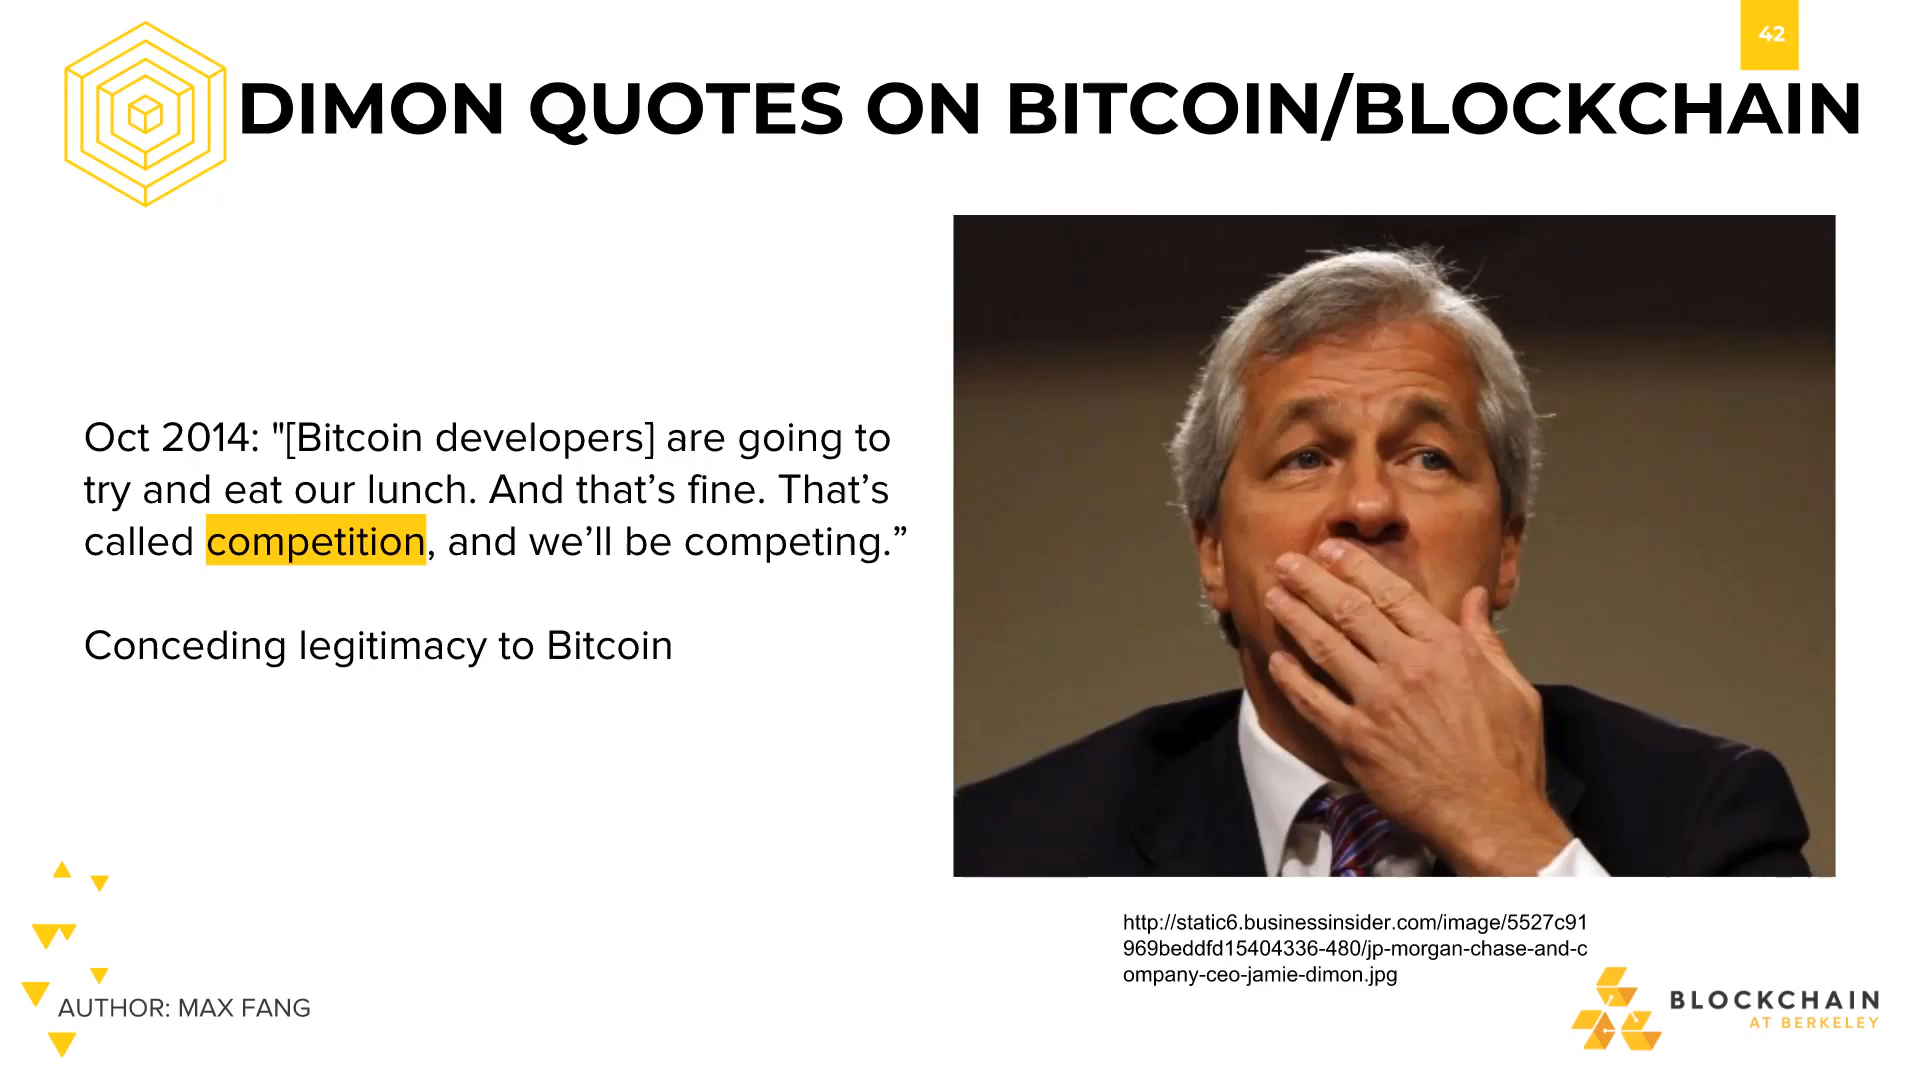 42
DIMON QUOTES ON BITCOIN/BLOCKCHAIN
Oct 2014: "[Bitcoin developers] are going to
try and eat our lunch. And that’s fine. That’s
called competition, and we’ll be competing.”
Conceding legitimacy to Bitcoin
http://static6.businessinsider.com/image/5527c91
969beddfd15404336-480/jp-morgan-chase-and-c
ompany-ceo-jamie-dimon.jpg
AUTHOR: MAX FANG
BLOCKCHAIN
AT BERKELEY